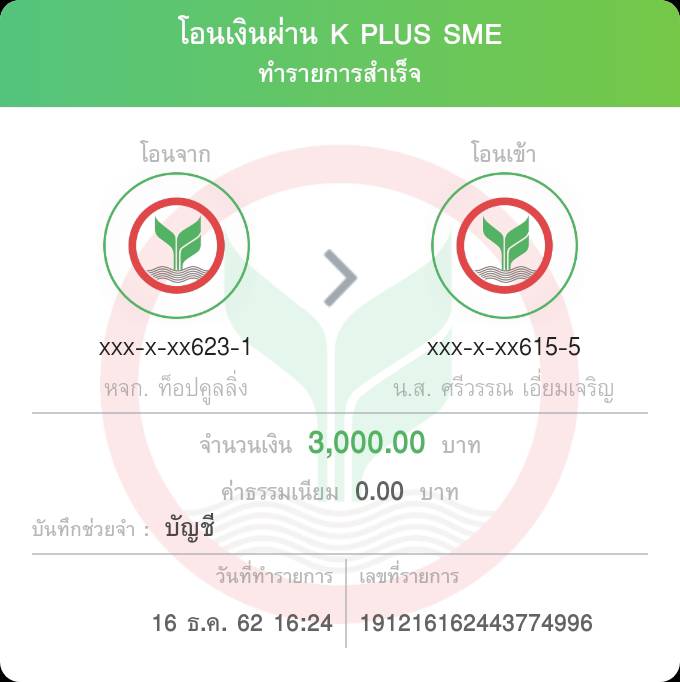 โอนเงินผ่าน K PLUS SME
ทำรายการสำเร็จ
โอนจาก
โอนเข้า
xxx-x-xx623-1
xxx-x-xx615-5
หจก. ท็อปคูลลิ่ง
น.ส. ศรีวรรณ เอี่ยมเจริญ
จำนวนเงิน 3,000.00 บาท
ค่าธรรมเนียม 0.00 บาท
บันทึกช่วยจำ : บัญชี
วันที่ทำรายการ
เลขที่รายการ
16 ธ.ค. 62 16:24
191216162443774996